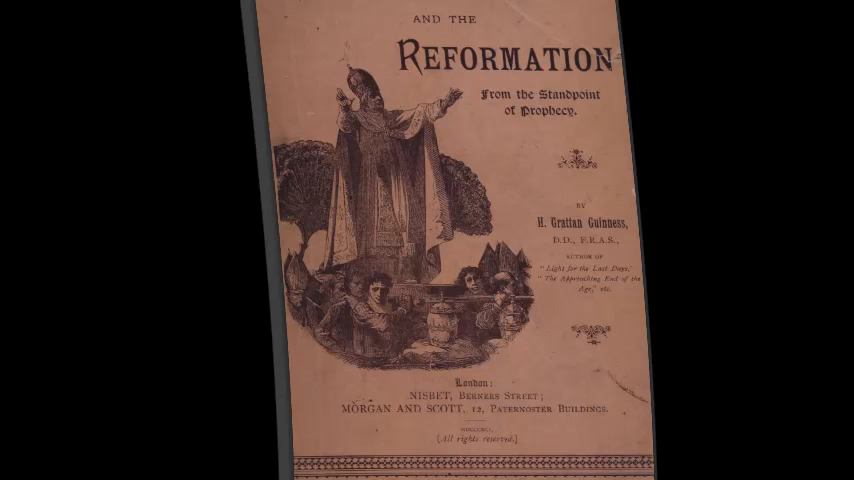 AND THE
REFORMATION
From the Standpoint
of Prophecy.
BY
H. Grattan Guinness,
D.D., F.R.A.S.,
AUTHOR OF
"Light for the Last Days,"
"The Approaching End of the
Age," etc.
London:
NISBET, BERNERS STREET;
MORGAN AND SCOTT, 12, PATERNOSTER BUILDINGS.
[All rights reserved.]